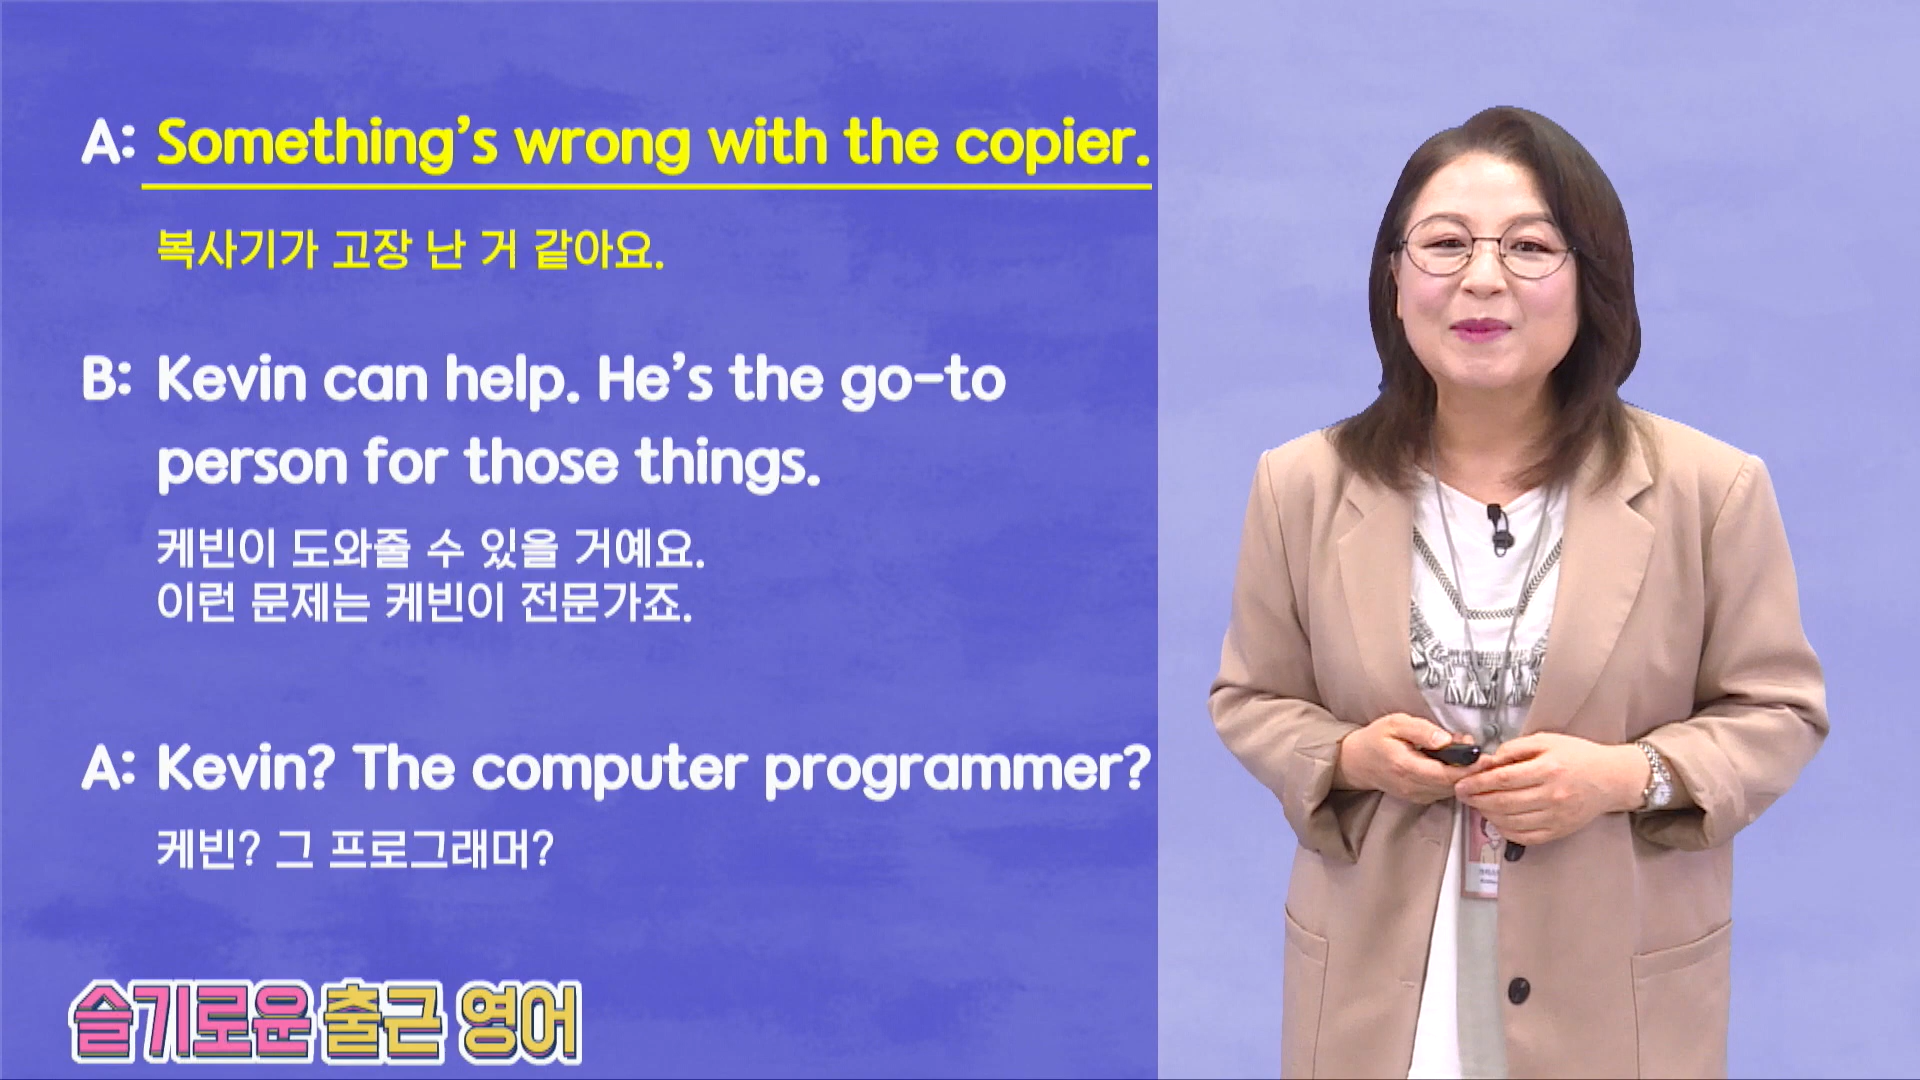 A: Something's wrong with the copier.
복사기가 고장 난 거 같아요.
B: Kevin can help. He's the go-to
person for those things.
케빈이 도와줄 수 있을 거예요.
이런 문제는 케빈이 전문가죠.
A: Kevin? The computer programmer?
케빈? 그 프로그래머?
슬기로운 출근 영어